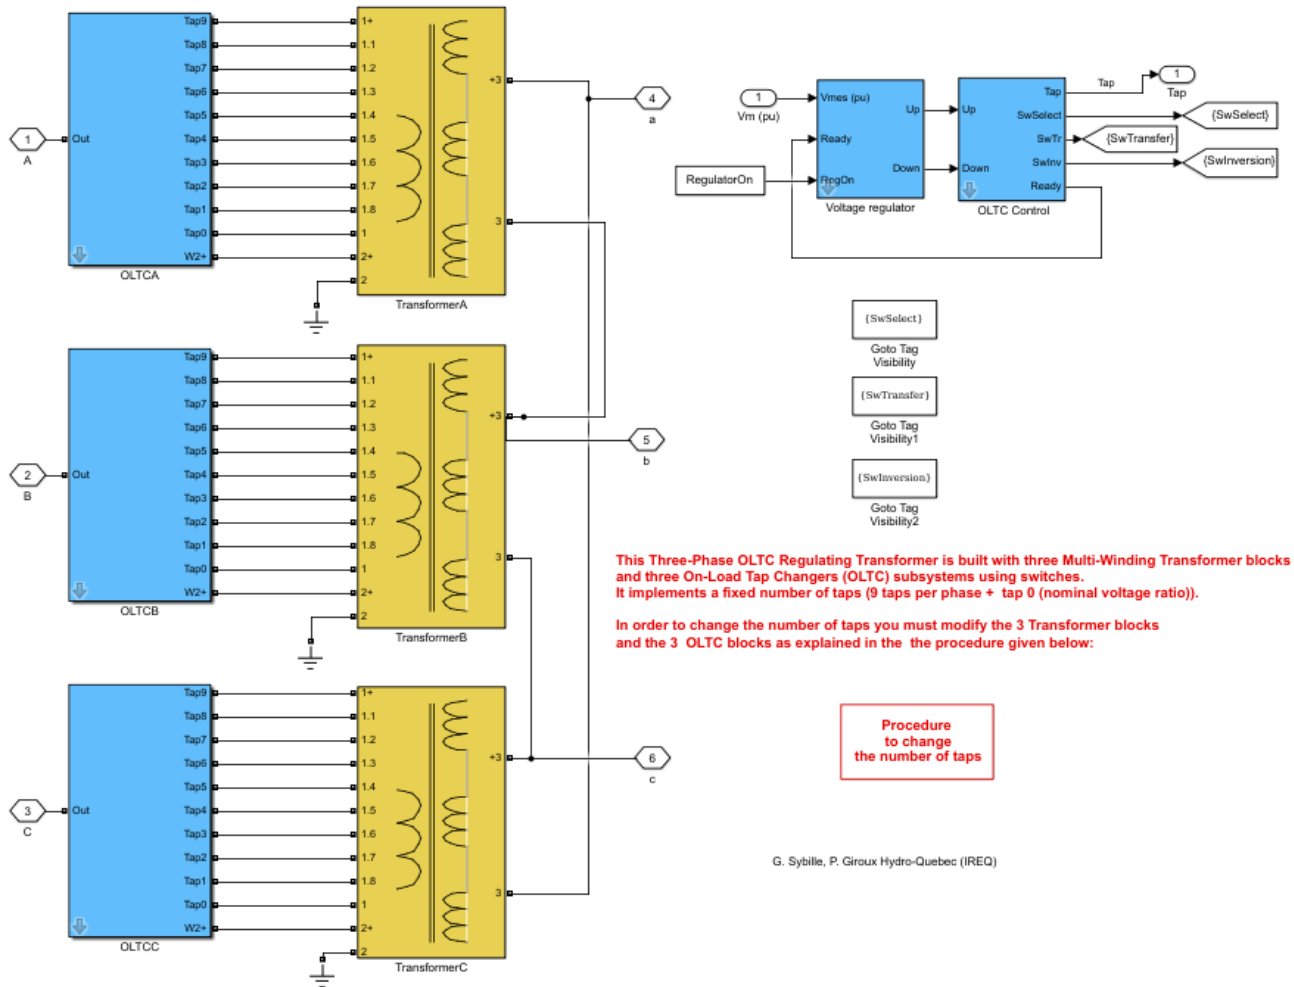 1
A
Out
Tap9
Tap8
Tap7
Tap6
Tap5
Tap4
Tap3
Tap2
Tap1
Tap0
W2+
OLTCA
1+
1.1
1.2
1.3
1.4
1.5
1.6
1.7
1.8
1
2+
2
+3
3
TransformerA
4
a
2
B
Out
Tap9
Tap8
Tap7
Tap6
Tap5
Tap4
Tap3
Tap2
Tap1
Tap0
W2+
OLTCB
1+
1.1
1.2
1.3
1.4
1.5
1.6
1.7
1.8
1
2+
2
+3
3
TransformerB
5
b
3
C
Out
Tap9
Tap8
Tap7
Tap6
Tap5
Tap4
Tap3
Tap2
Tap1
Tap0
W2+
OLTCC
1+
1.1
1.2
1.3
1.4
1.5
1.6
1.7
1.8
1
2+
2
+3
3
TransformerC
6
c
1
Vm (pu)
RegulatorOn
Vmes (pu)
Ready
RngOn
Up
Down
Voltage regulator
Up
Down
Tap
SwSelect
SwTr
SwInv
Ready
OLTC Control
Tap
1
Tap
{SwSelect}
{SwTransfer}
{SwInversion}
{SwSelect}
Goto Tag
Visibility
{SwTransfer}
Goto Tag
Visibility1
{SwInversion}
Goto Tag
Visibility2
This Three-Phase OLTC Regulating Transformer is built with three Multi-Winding Transformer blocks
and three On-Load Tap Changers (OLTC) subsystems using switches.
It implements a fixed number of taps (9 taps per phase + tap 0 (nominal voltage ratio)).
In order to change the number of taps you must modify the 3 Transformer blocks
and the 3 OLTC blocks as explained in the the procedure given below:
Procedure
to change
the number of taps
G. Sybille, P. Giroux Hydro-Quebec (IREQ)